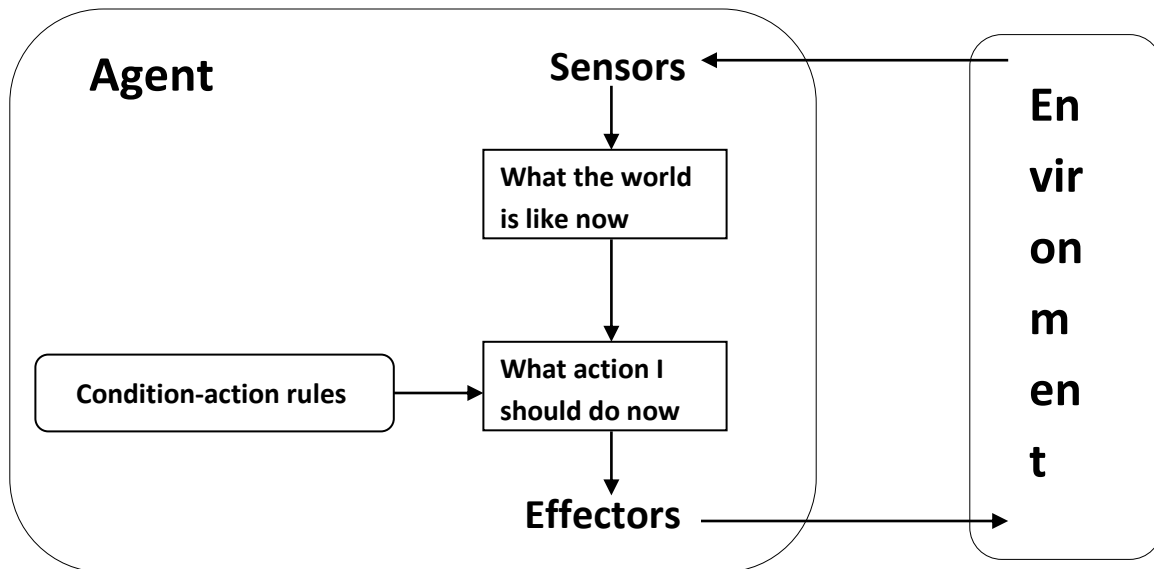 Agent
Sensors
What the world
is like now
Condition-action rules
What action I
should do now
Effectors
En
vir
on
m
en
t